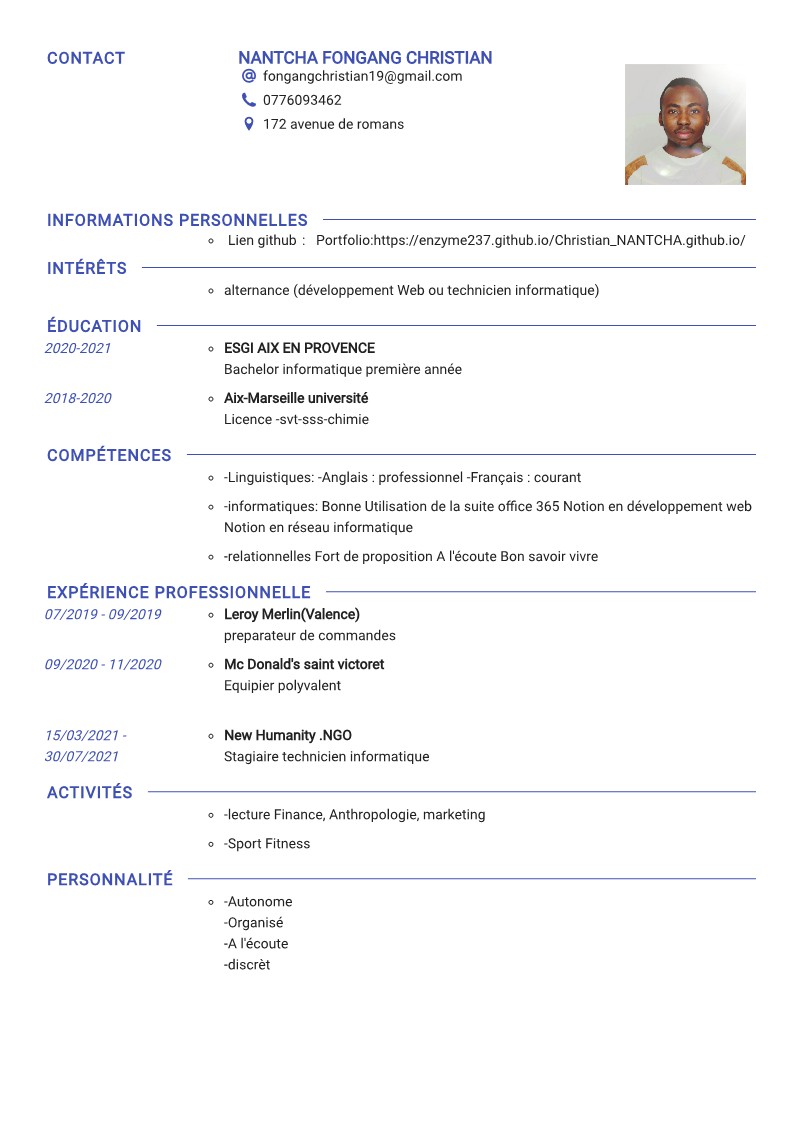 CONTACT
NANTCHA FONGANG CHRISTIAN
fongangchristian19@gmail.com
0776093462
172 avenue de romans
INFORMATIONS PERSONNELLES
Lien github : Portfolio:https://enzyme237.github.io/Christian_NANTCHA.github.io/
INTÉRÊTS
alternance (développement Web ou technicien informatique)
ÉDUCATION
2020-2021
ESGI AIX EN PROVENCE
Bachelor informatique première année
2018-2020
Aix-Marseille université
Licence -svt-sss-chimie
COMPÉTENCES
-Linguistiques: -Anglais : professionnel -Français : courant
-informatiques: Bonne Utilisation de la suite office 365 Notion en développement web
Notion en réseau informatique
-relationnelles Fort de proposition A l'écoute Bon savoir vivre
EXPÉRIENCE PROFESSIONNELLE
07/2019 - 09/2019
Leroy Merlin(Valence)
preparateur de commandes
09/2020 - 11/2020
Mc Donald's saint victoret
Equipier polyvalent
15/03/2021 -
30/07/2021
New Humanity .NGO
Stagiaire technicien informatique
ACTIVITÉS
-lecture Finance, Anthropologie, marketing
-Sport Fitness
PERSONNALITÉ
-Autonome
-Organisé
-A l'écoute
-discrèt